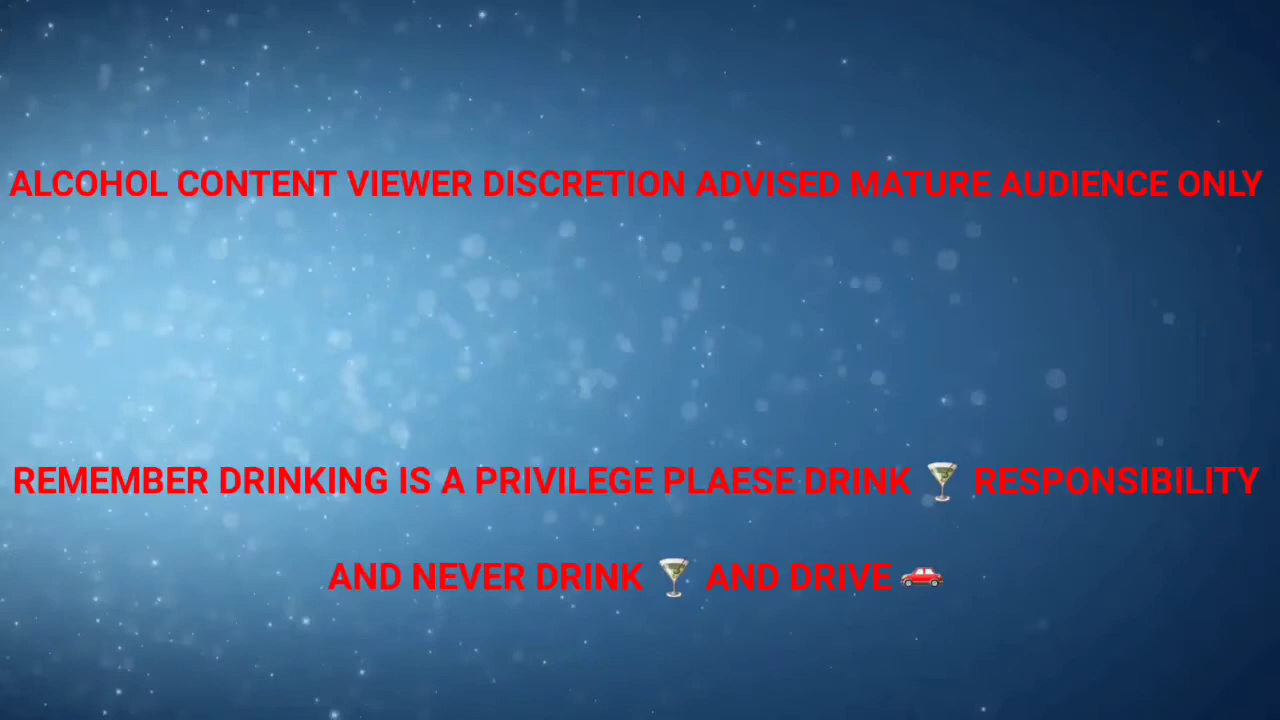 ALCOHOL CONTENT VIEWER DISCRETION ADVISED MATURE AUDIENCE ONLY
REMEMBER DRINKING IS A PRIVILEGE PLAESE DRINK 🍸 RESPONSIBILITY
AND NEVER DRINK 🍸 AND DRIVE 🚗